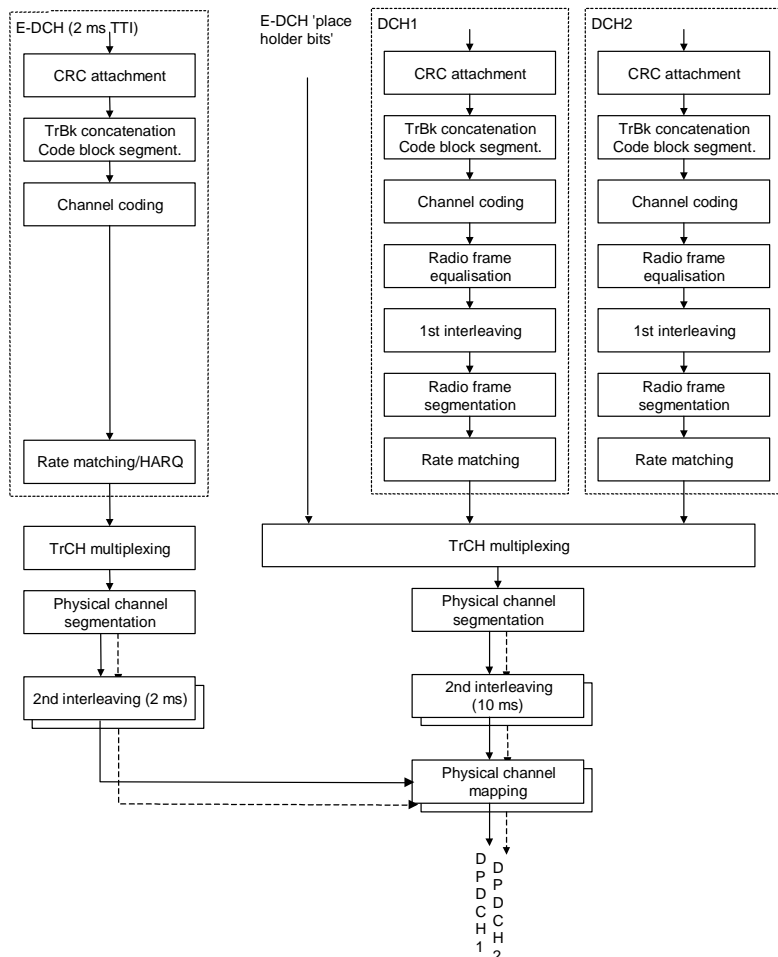 E-DCH (2 ms TTI)
CRC attachment
TrBk concatenation
Code block segment.
Channel coding
Rate matching/HARQ
TrCH multiplexing
Physical channel
segmentation
2nd interleaving (2 ms)
E-DCH 'place
holder bits'
DCH1
CRC attachment
TrBk concatenation
Code block segment.
Channel coding
Radio frame
equalisation
1st interleaving
Radio frame
segmentation
Rate matching
DCH2
CRC attachment
TrBk concatenation
Code block segment.
Channel coding
Radio frame
equalisation
1st interleaving
Radio frame
segmentation
Rate matching
TrCH multiplexing
Physical channel
segmentation
2nd interleaving
(10 ms)
Physical channel
mapping
DPDCH1
DPDCH2